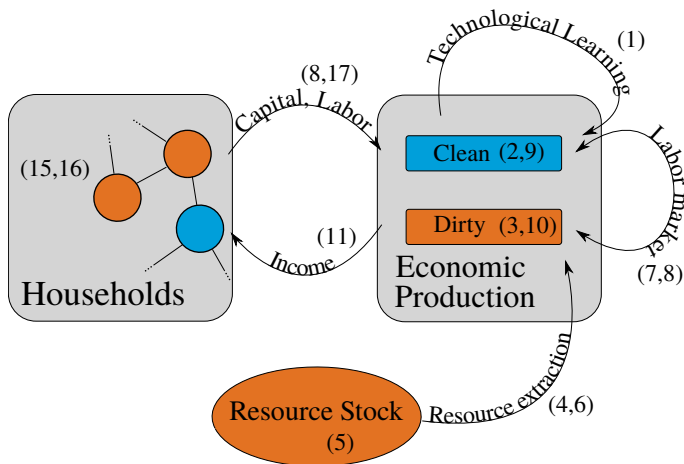 Technological Learning
(1)
(8,17)
Capital, Labor
(15,16)
Clean (2,9)
Labor market
Dirty (3,10)
(11)
Income
(7,8)
Households
Economic
Production
Resource extraction
(4,6)
Resource Stock
(5)